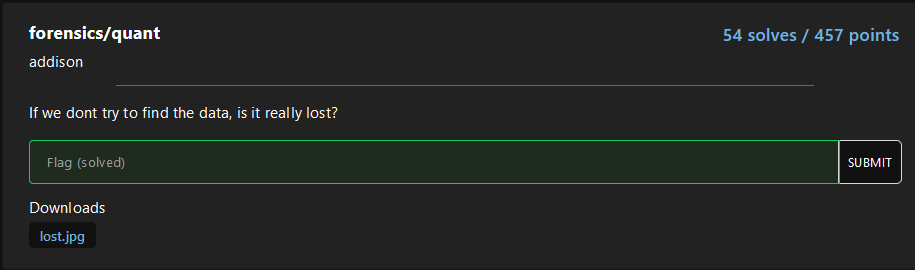 forensics/quant
54 solves / 457 points
addison
If we dont try to find the data, is it really lost?
Flag (solved)
SUBMIT
Downloads
lost.jpg